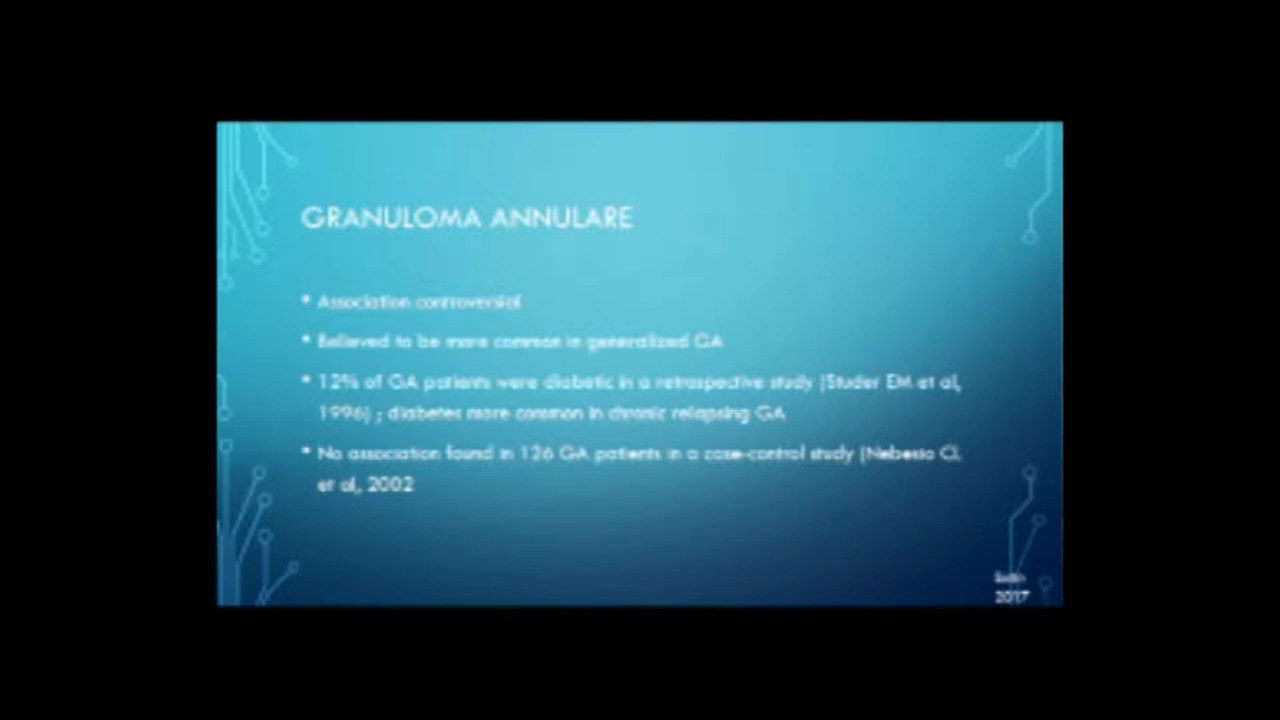 GRANULOMA ANNULARE
• Association controversial
• Believed to be more common in generalized GA
• 12% of GA patients were diabetic in a retrospective study (Studer EM et al,
1996) ; diabetes more common in chronic relapsing GA
• No association found in 126 GA patients in a case-control study (Nebesio CL
et al, 2002
2017